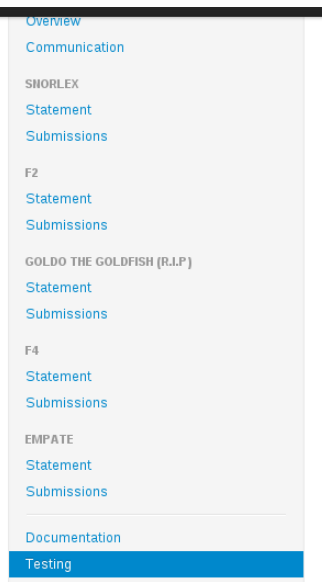 Overview
Communication
SNORLEX
Statement
Submissions
F2
Statement
Submissions
GOLDO THE GOLDFISH (R.I.P)
Statement
Submissions
F4
Statement
Submissions
EMPATE
Statement
Submissions
Documentation
Testing